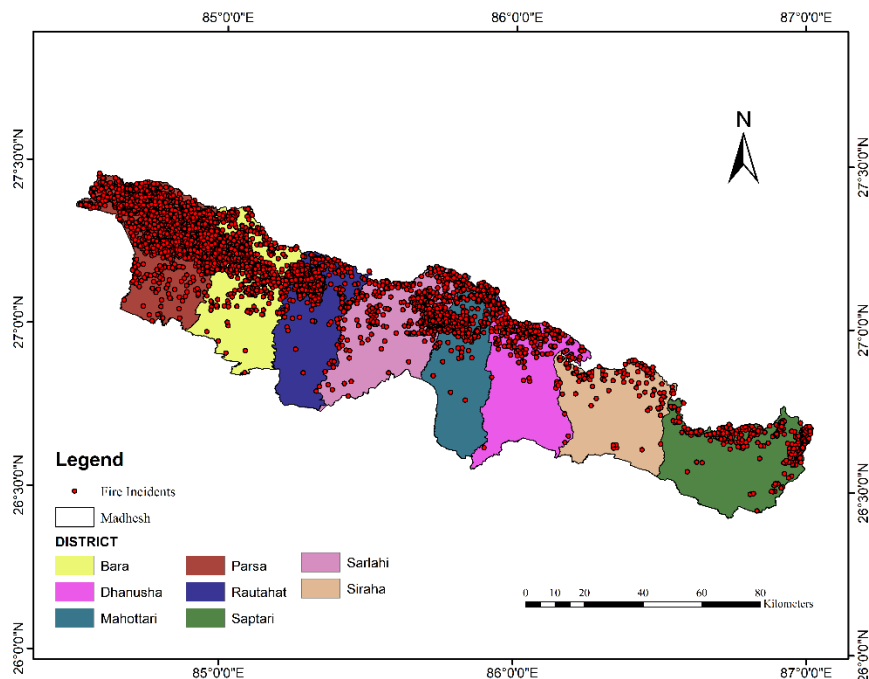 85°0'0"E 86°0'0"E 87°0'0"E
N
27°30'0"N 27°30'0"N
27°0'0"N 27°0'0"N
26°30'0"N 26°30'0"N
26°0'0"N 26°0'0"N
Legend
Fire Incidents
Madhesh
DISTRICT
Bara Parsa Sarlahi
Dhanusha Rautahat Siraha
Mahottari Saptari
0 10 20 40 60 80
Kilometers
85°0'0"E 86°0'0"E 87°0'0"E